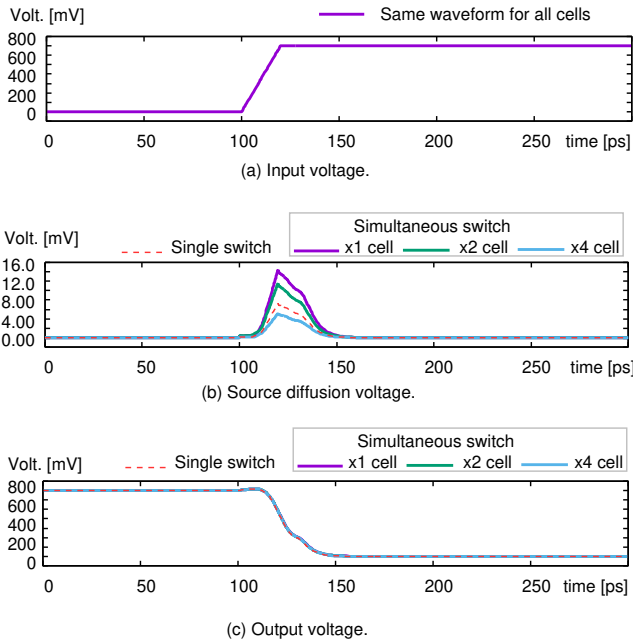 Volt. [mV]
Same waveform for all cells
800
600
400
200
0
0 50 100 150 200 250 time [ps]
(a) Input voltage.
Simultaneous switch
Volt. [mV]
Single switch
x1 cell x2 cell x4 cell
16.0
12.0
8.00
4.00
0.00
0 50 100 150 200 250 time [ps]
(b) Source diffusion voltage.
Simultaneous switch
Volt. [mV]
Single switch
x1 cell x2 cell x4 cell
800
600
400
200
0
0 50 100 150 200 250 time [ps]
(c) Output voltage.